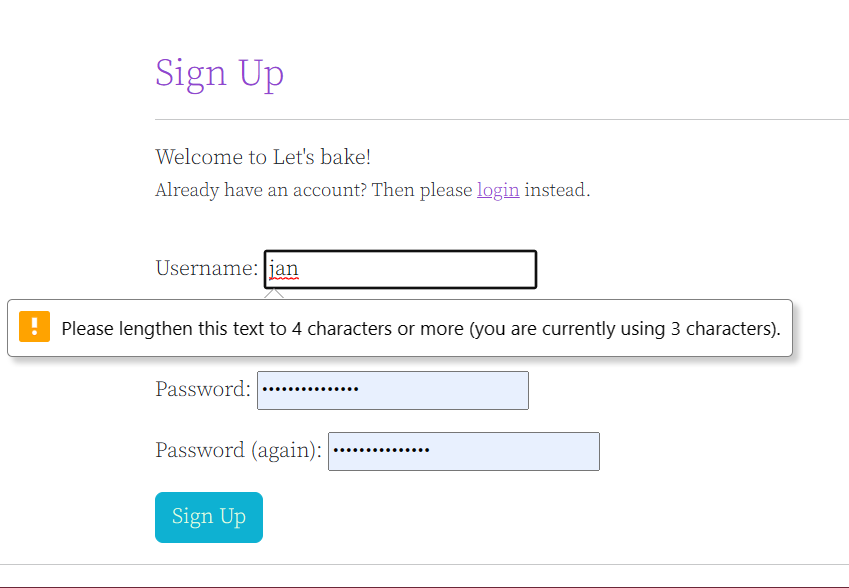 Sign Up
Welcome to Let's bake!
Already have an account? Then please login instead.
Username: jan
Please lengthen this text to 4 characters or more (you are currently using 3 characters).
Password: •••••••••••••••
Password (again): •••••••••••••••
Sign Up